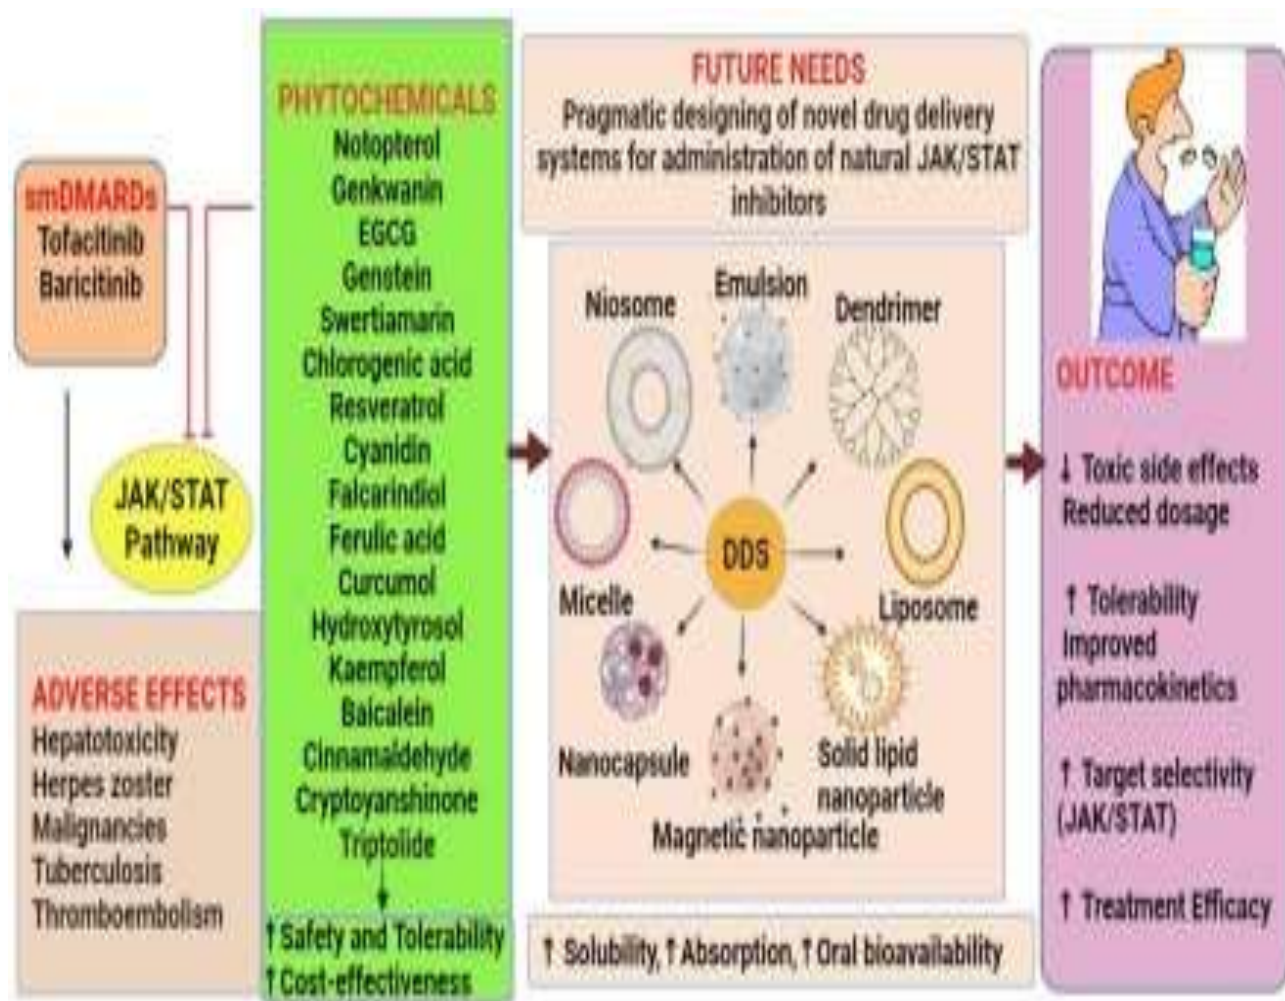 smDMARDs
Tofacitinib
Baricitinib
JAK/STAT
Pathway
ADVERSE EFFECTS
Hepatotoxicity
Herpes zoster
Malignancies
Tuberculosis
Thromboembolism
PHYTOCHEMICALS
Notopterol
Genkwanin
EGCG
Genstein
Swertiamarin
Chlorogenic acid
Resveratrol
Cyanidin
Falcarindiol
Ferulic acid
Curcumol
Hydroxytyrosol
Kaempferol
Baicalein
Cinnamaldehyde
Cryptoyanshinone
Triptolide
↑ Safety and Tolerability
↑ Cost-effectiveness
FUTURE NEEDS
Pragmatic designing of novel drug delivery
systems for administration of natural JAK/STAT
inhibitors
Niosome
Emulsion
Dendrimer
DDS
Micelle
Liposome
Nanocapsule
Solid lipid
nanoparticle
Magnetic nanoparticle
↑ Solubility, ↑ Absorption, ↑ Oral bioavailability
OUTCOME
↓ Toxic side effects
Reduced dosage
↑ Tolerability
Improved
pharmacokinetics
↑ Target selectivity
(JAK/STAT)
↑ Treatment Efficacy